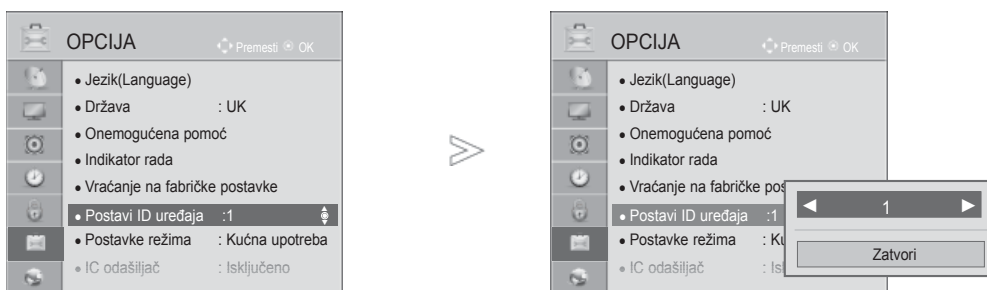 OPCIJA Premesti OK
• Jezik(Language)
• Država : UK
• Onemogućena pomoć
• Indikator rada
• Vraćanje na fabričke postavke
• Postavi ID uređaja :1
• Postavke režima : Kućna upotreba
• IC odašiljač : Isključeno
OPCIJA Premesti OK
• Jezik(Language)
• Država : UK
• Onemogućena pomoć
• Indikator rada
• Vraćanje na fabričke pos
• Postavi ID uređaja :1
• Postavke režima : Ku
• IC odašiljač : Isk
◄ 1 ►
Zatvori